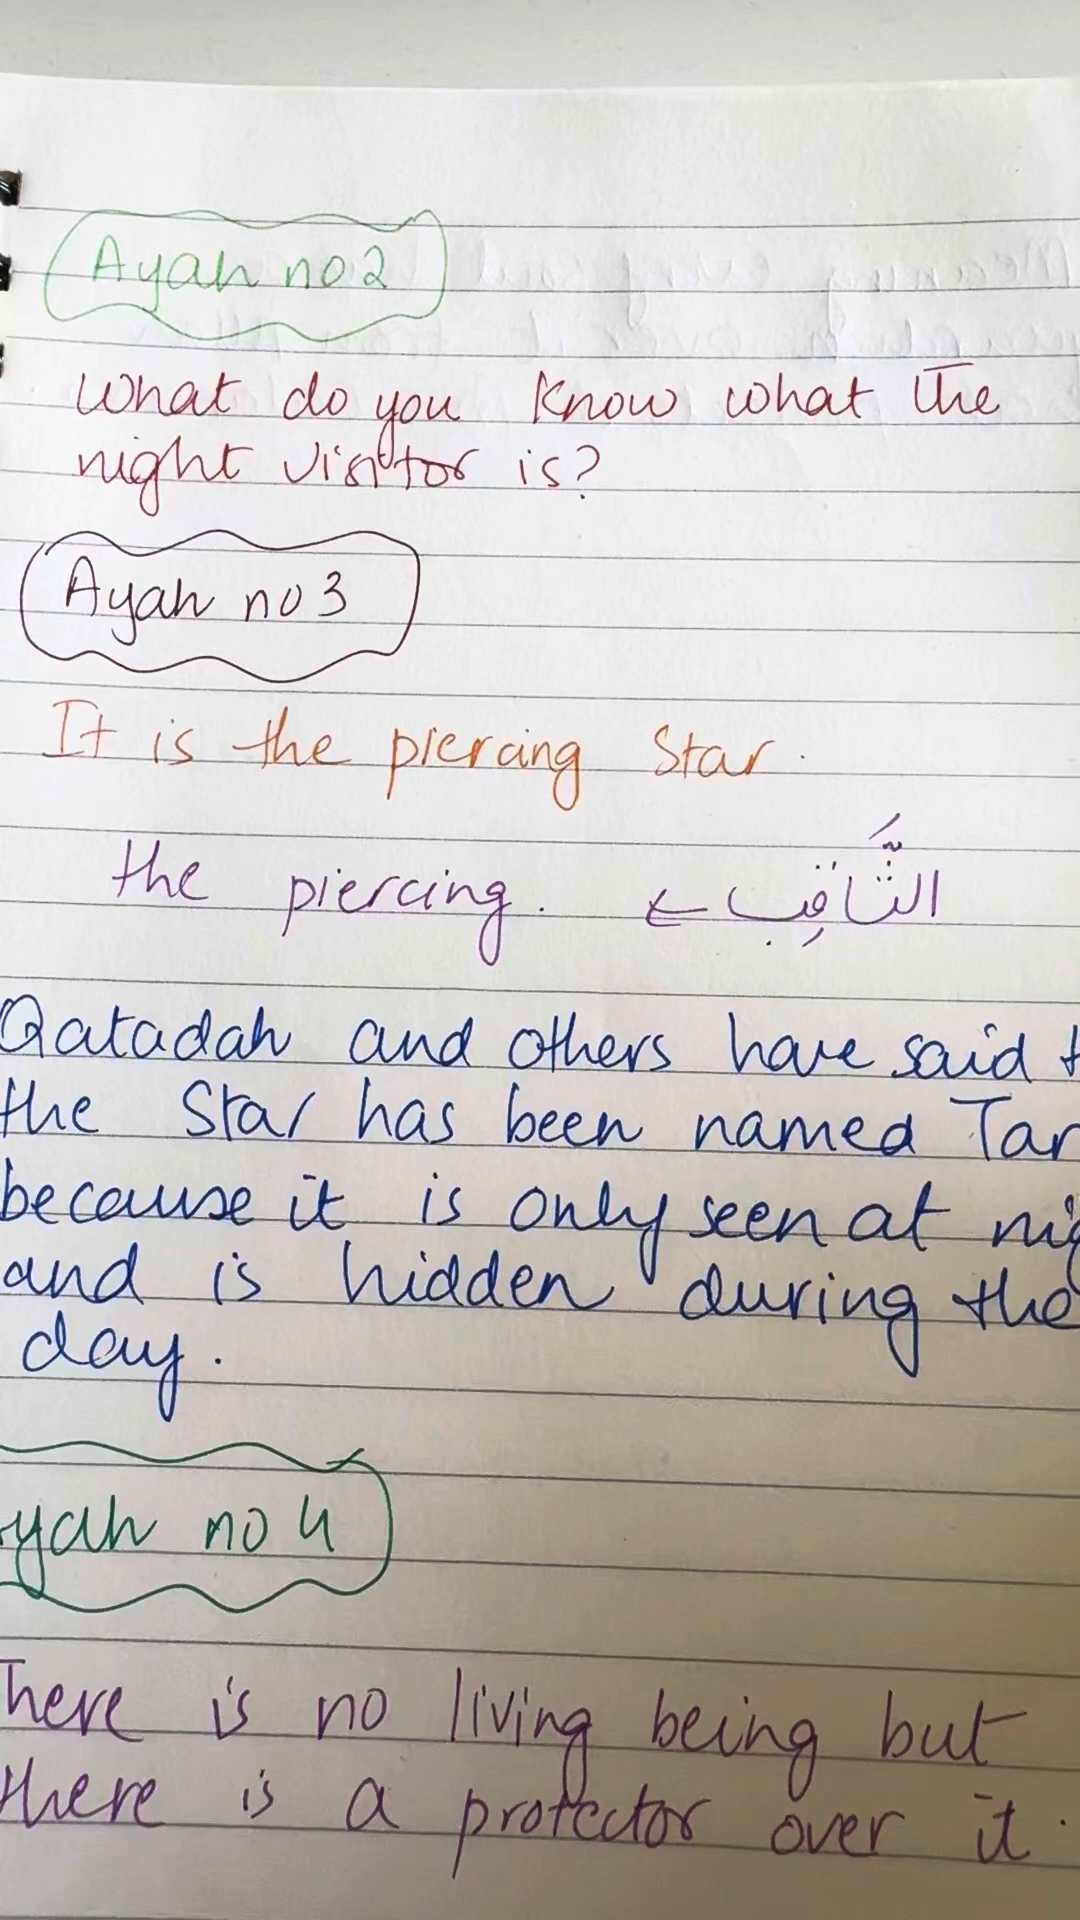 Ayah no 2
What do you know what the
night visitor is?
Ayah no 3
It is the piercing Star.
the piercing. ← الثَّاقِب
Qatadah and others have said
the Star has been named
because it is only seen at
and is hidden during the
day.
no 4
There is no living being but
there is a protector over it.